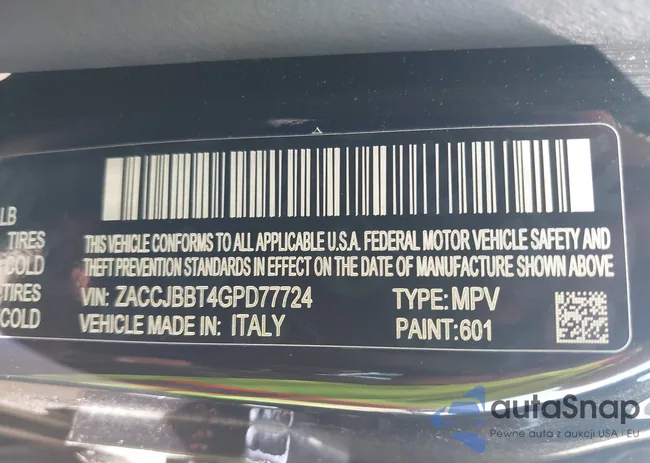 LB
TIRES
COLD
TIRES
COLD
THIS VEHICLE CONFORMS TO ALL APPLICABLE U.S.A. FEDERAL MOTOR VEHICLE SAFETY AND
THEFT PREVENTION STANDARDS IN EFFECT ON THE DATE OF MANUFACTURE SHOWN ABOVE
VIN: ZACCJBBT4GPD77724 TYPE: MPV
VEHICLE MADE IN: ITALY PAINT:601
autaSnap
Pewne auta z aukcji USA i EU